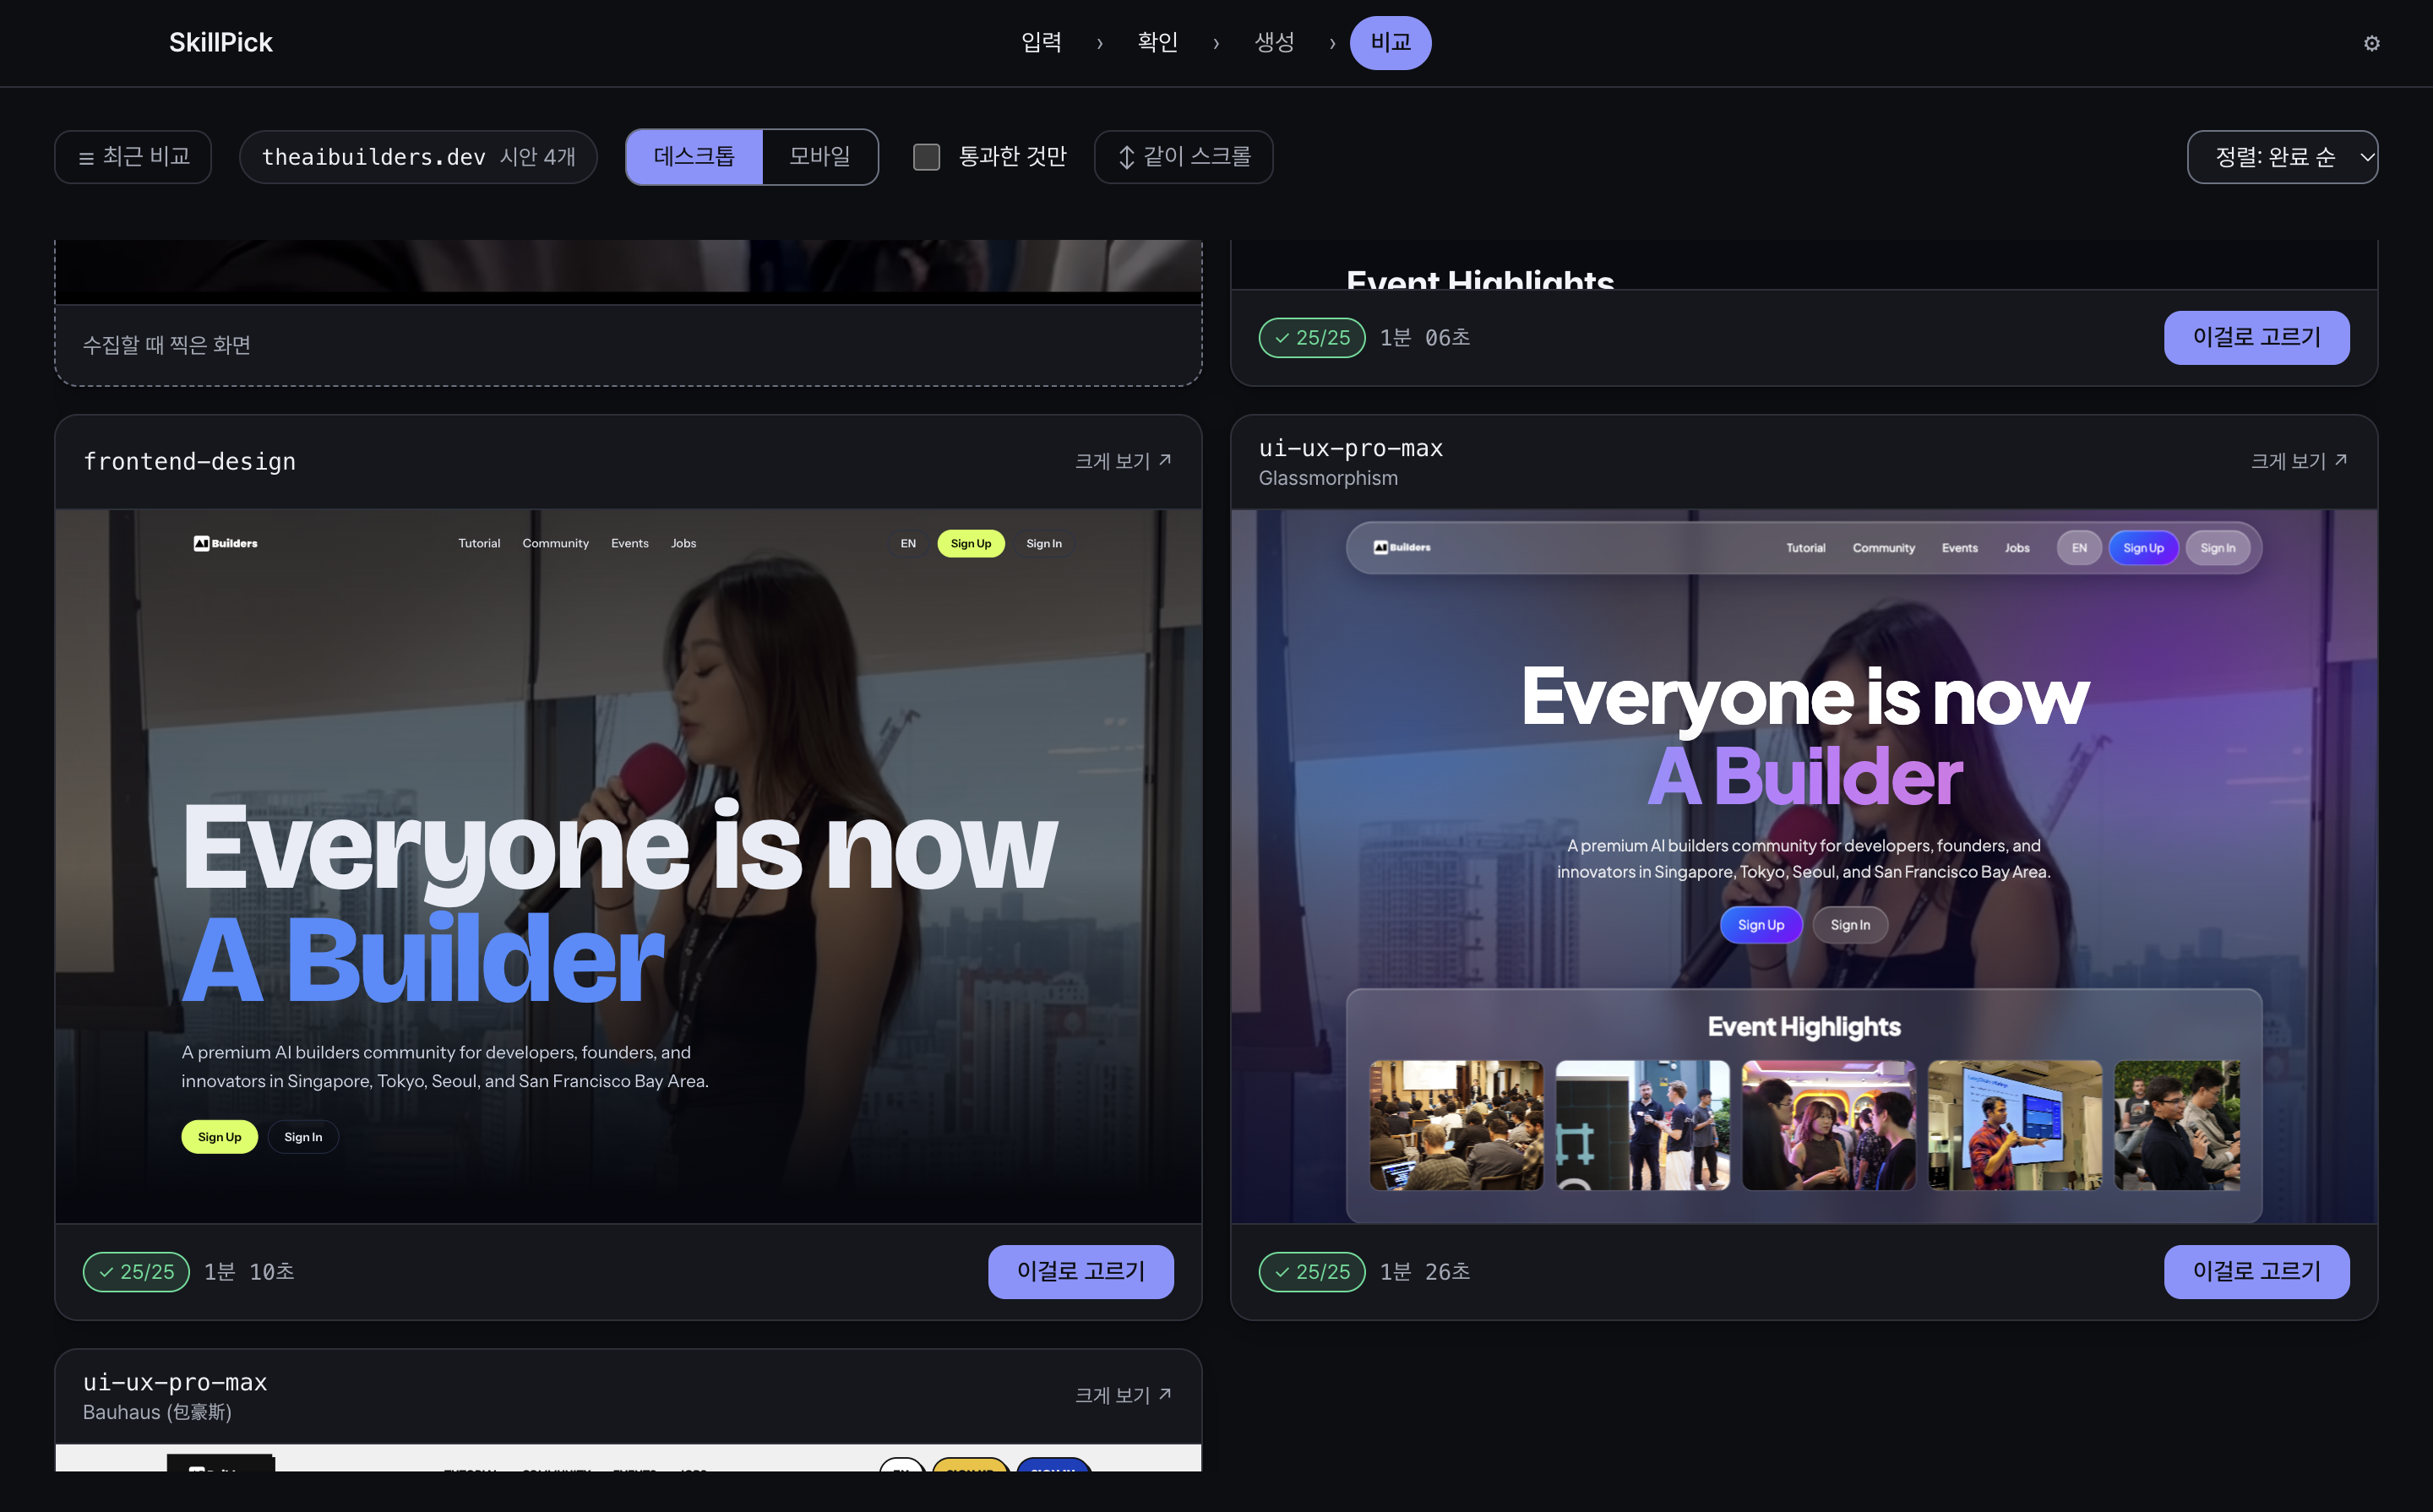 SkillPick
입력 › 확인 › 생성 › 비교
≡ 최근 비교
theaibuilders.dev 시안 4개
데스크톱 모바일
통과한 것만
↕ 같이 스크롤
정렬: 완료 순
수집할 때 찍은 화면
Event Highlights
✓ 25/25 1분 06초
이걸로 고르기
frontend-design
크게 보기 ↗
AI Builders
Tutorial Community Events Jobs
EN Sign Up Sign In
Everyone is now
A Builder
A premium AI builders community for developers, founders, and
innovators in Singapore, Tokyo, Seoul, and San Francisco Bay Area.
Sign Up Sign In
✓ 25/25 1분 10초
이걸로 고르기
ui-ux-pro-max
Glassmorphism
크게 보기 ↗
AI Builders
Tutorial Community Events Jobs EN Sign Up Sign In
Everyone is now
A Builder
A premium AI builders community for developers, founders, and
innovators in Singapore, Tokyo, Seoul, and San Francisco Bay Area.
Sign Up Sign In
Event Highlights
✓ 25/25 1분 26초
이걸로 고르기
ui-ux-pro-max
Bauhaus (包豪斯)
크게 보기 ↗